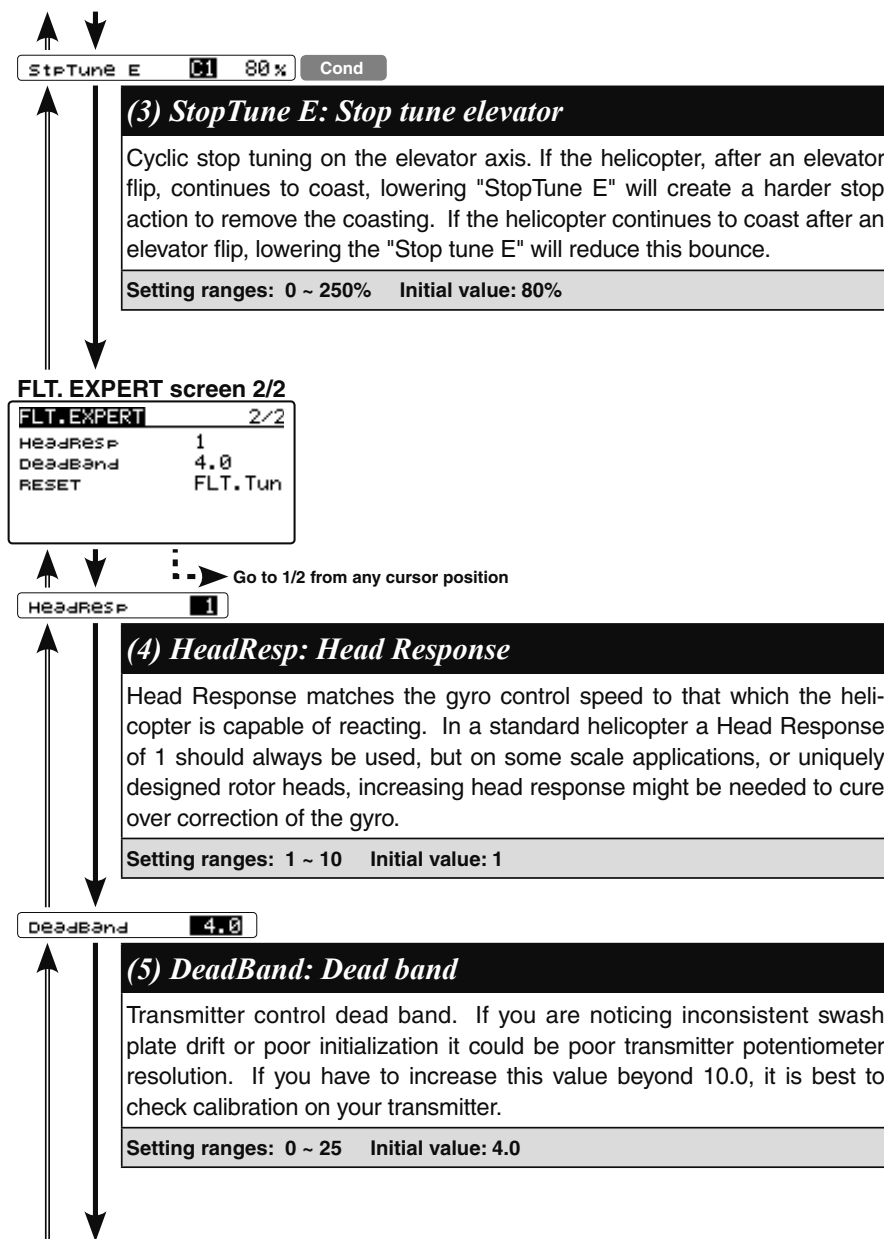 StpTune E C1 80% Cond
(3) StopTune E: Stop tune elevator
Cyclic stop tuning on the elevator axis. If the helicopter, after an elevator
flip, continues to coast, lowering "StopTune E" will create a harder stop
action to remove the coasting. If the helicopter continues to coast after an
elevator flip, lowering the "Stop tune E" will reduce this bounce.
Setting ranges: 0 ~ 250% Initial value: 80%
FLT. EXPERT screen 2/2
FLT.EXPERT 2/2
HeadResp 1
DeadBand 4.0
RESET FLT.Tun
Go to 1/2 from any cursor position
HeadResp 1
(4) HeadResp: Head Response
Head Response matches the gyro control speed to that which the heli-
copter is capable of reacting. In a standard helicopter a Head Response
of 1 should always be used, but on some scale applications, or uniquely
designed rotor heads, increasing head response might be needed to cure
over correction of the gyro.
Setting ranges: 1 ~ 10 Initial value: 1
DeadBand 4.0
(5) DeadBand: Dead band
Transmitter control dead band. If you are noticing inconsistent swash
plate drift or poor initialization it could be poor transmitter potentiometer
resolution. If you have to increase this value beyond 10.0, it is best to
check calibration on your transmitter.
Setting ranges: 0 ~ 25 Initial value: 4.0